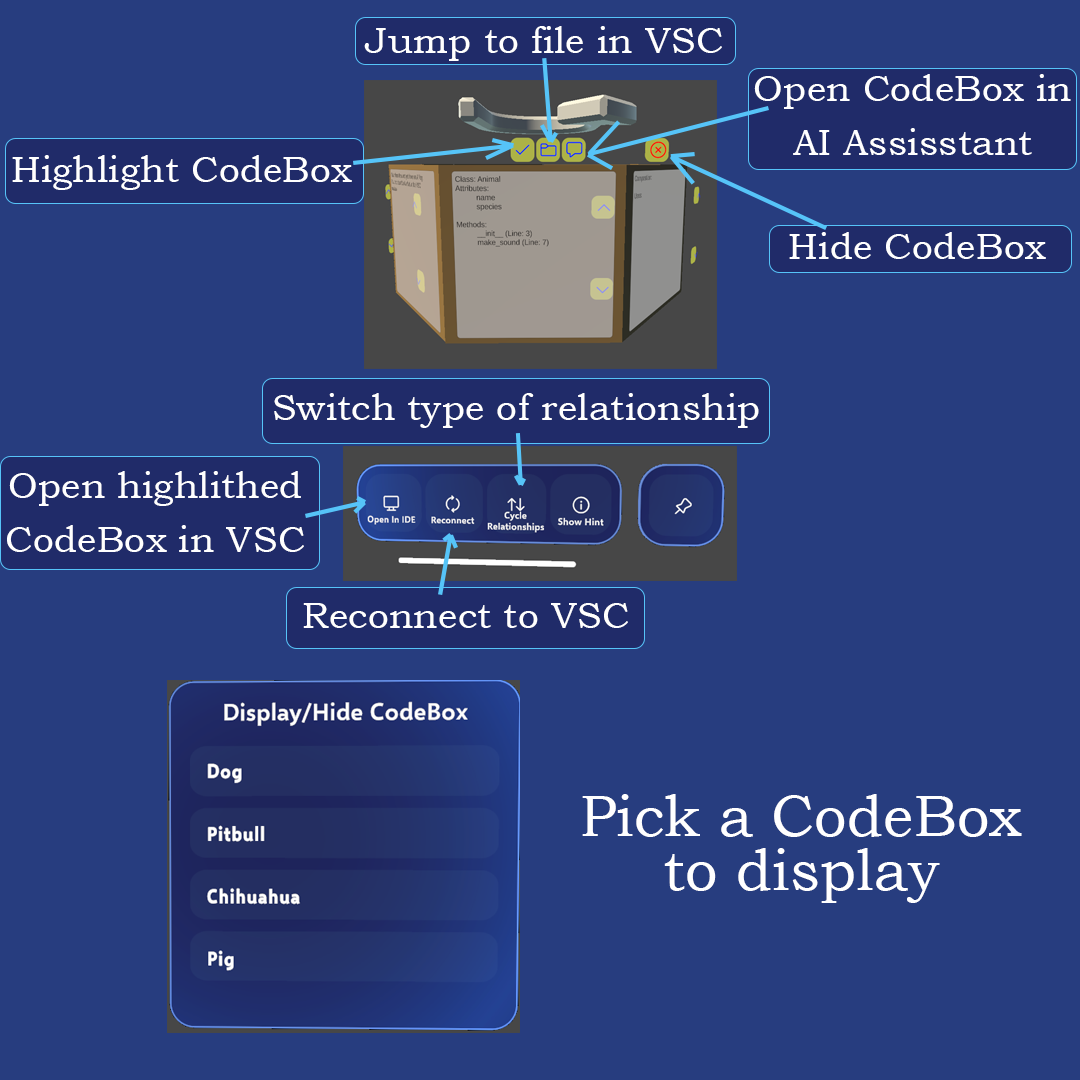 Jump to file in VSC
Open CodeBox in
AI Assisstant
Highlight CodeBox
Hide CodeBox
Class: Animal
Attributes:
name
species
Methods:
__init__ (Line: 3)
make_sound (Line: 7)
Switch type of relationship
Open highlithed
CodeBox in VSC
Open In IDE
Reconnect
Cycle
Relationships
Show Hint
Reconnect to VSC
Display/Hide CodeBox
Dog
Pitbull
Chihuahua
Pig
Pick a CodeBox
to display